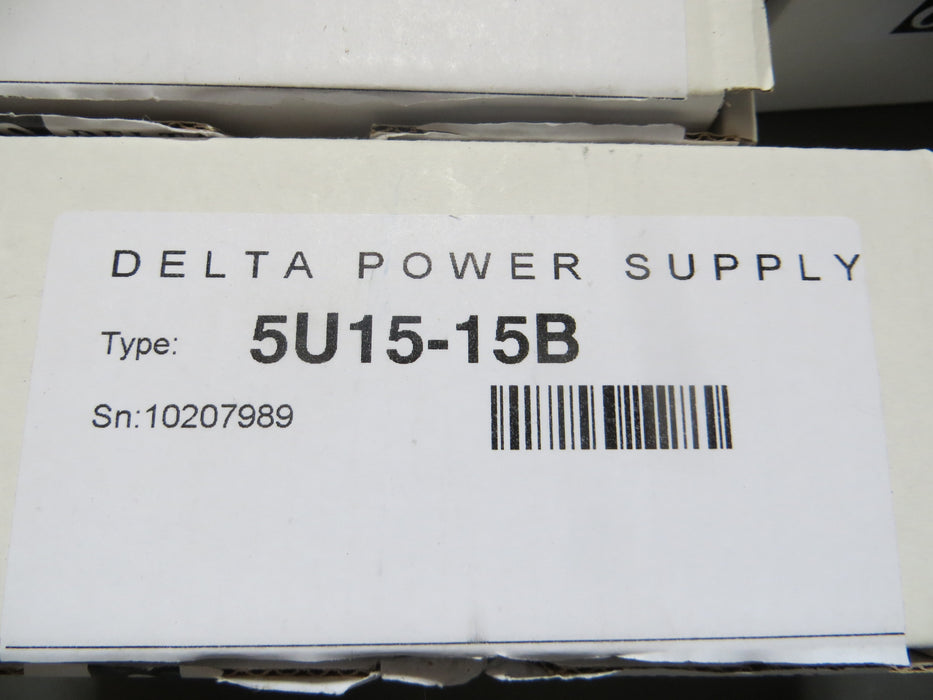 DELTA POWER SUPPLY
Type: 5U15-15B
Sn:10207989